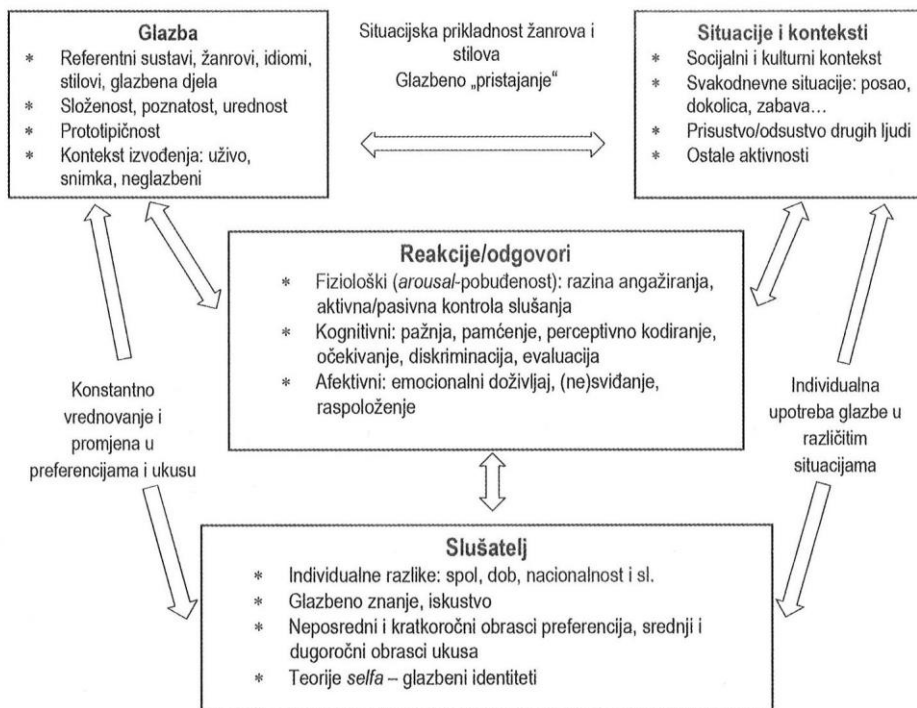 Glazba
* Referentni sustavi, žanrovi, idiomi,
stilovi, glazbena djela
* Složenost, poznatost, urednost
* Prototipičnost
* Kontekst izvođenja: uživo,
snimka, neglazbeni
Situacijska prikladnost žanrova i
stilova
Glazbeno „pristajanje“
Situacije i konteksti
* Socijalni i kulturni kontekst
* Svakodnevne situacije: posao,
dokolica, zabava…
* Prisustvo/odsustvo drugih ljudi
* Ostale aktivnosti
Reakcije/odgovori
* Fiziološki (arousal-pobuđenost): razina angažiranja,
aktivna/pasivna kontrola slušanja
* Kognitivni: pažnja, pamćenje, perceptivno kodiranje,
očekivanje, diskriminacija, evaluacija
* Afektivni: emocionalni doživljaj, (ne)sviđanje,
raspoloženje
Konstantno
vrednovanje i
promjena u
preferencijama i ukusu
Individualna
upotreba glazbe u
različitim
situacijama
Slušatelj
* Individualne razlike: spol, dob, nacionalnost i sl.
* Glazbeno znanje, iskustvo
* Neposredni i kratkoročni obrasci preferencija, srednji i
dugoročni obrasci ukusa
* Teorije selfa – glazbeni identiteti